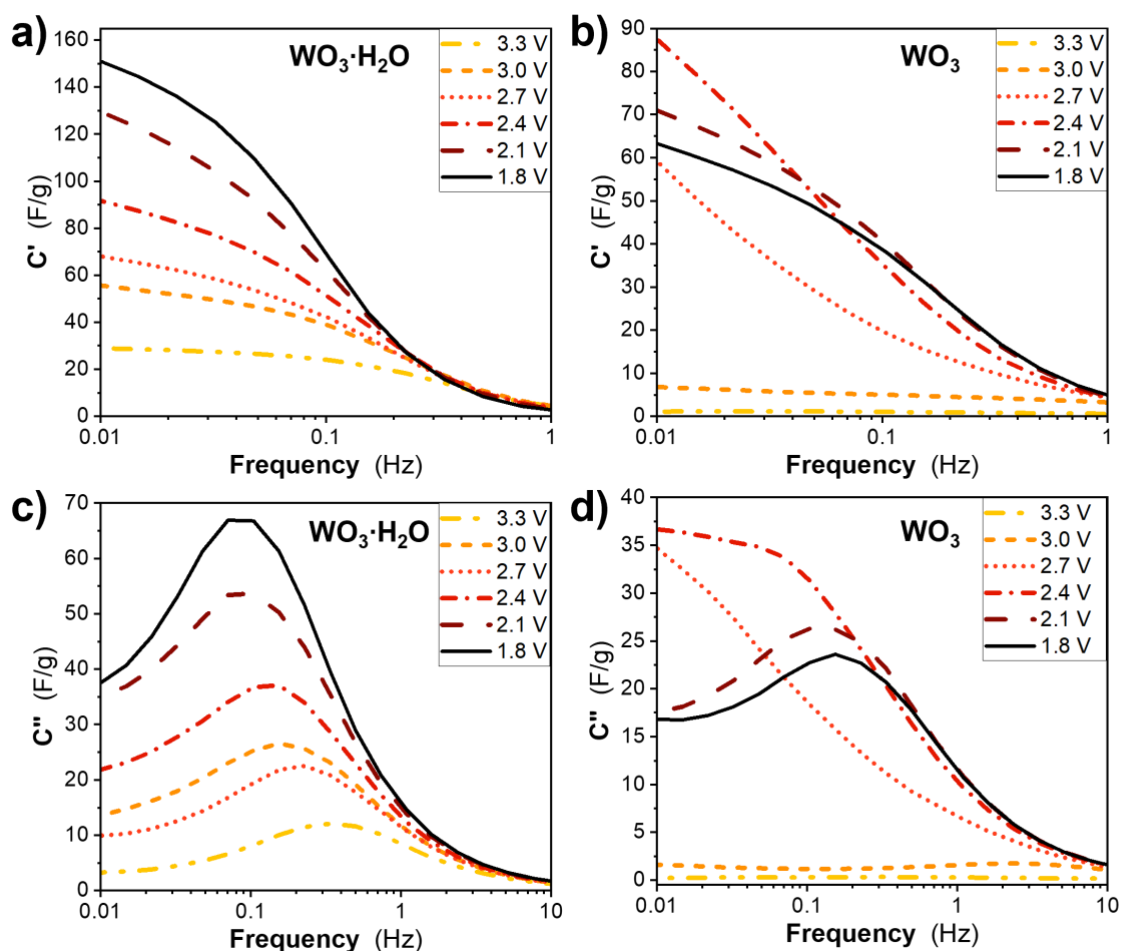 a)
WO₃·H₂O
3.3 V
3.0 V
2.7 V
2.4 V
2.1 V
1.8 V
160
140
120
100
80
60
40
20
0
C' (F/g)
0.01
0.1
1
Frequency (Hz)
b)
WO₃
3.3 V
3.0 V
2.7 V
2.4 V
2.1 V
1.8 V
90
80
70
60
50
40
30
20
10
0
C' (F/g)
0.01
0.1
1
Frequency (Hz)
c)
WO₃·H₂O
3.3 V
3.0 V
2.7 V
2.4 V
2.1 V
1.8 V
70
60
50
40
30
20
10
0
C" (F/g)
0.01
0.1
1
10
Frequency (Hz)
d)
WO₃
3.3 V
3.0 V
2.7 V
2.4 V
2.1 V
1.8 V
40
35
30
25
20
15
10
5
0
C" (F/g)
0.01
0.1
1
10
Frequency (Hz)